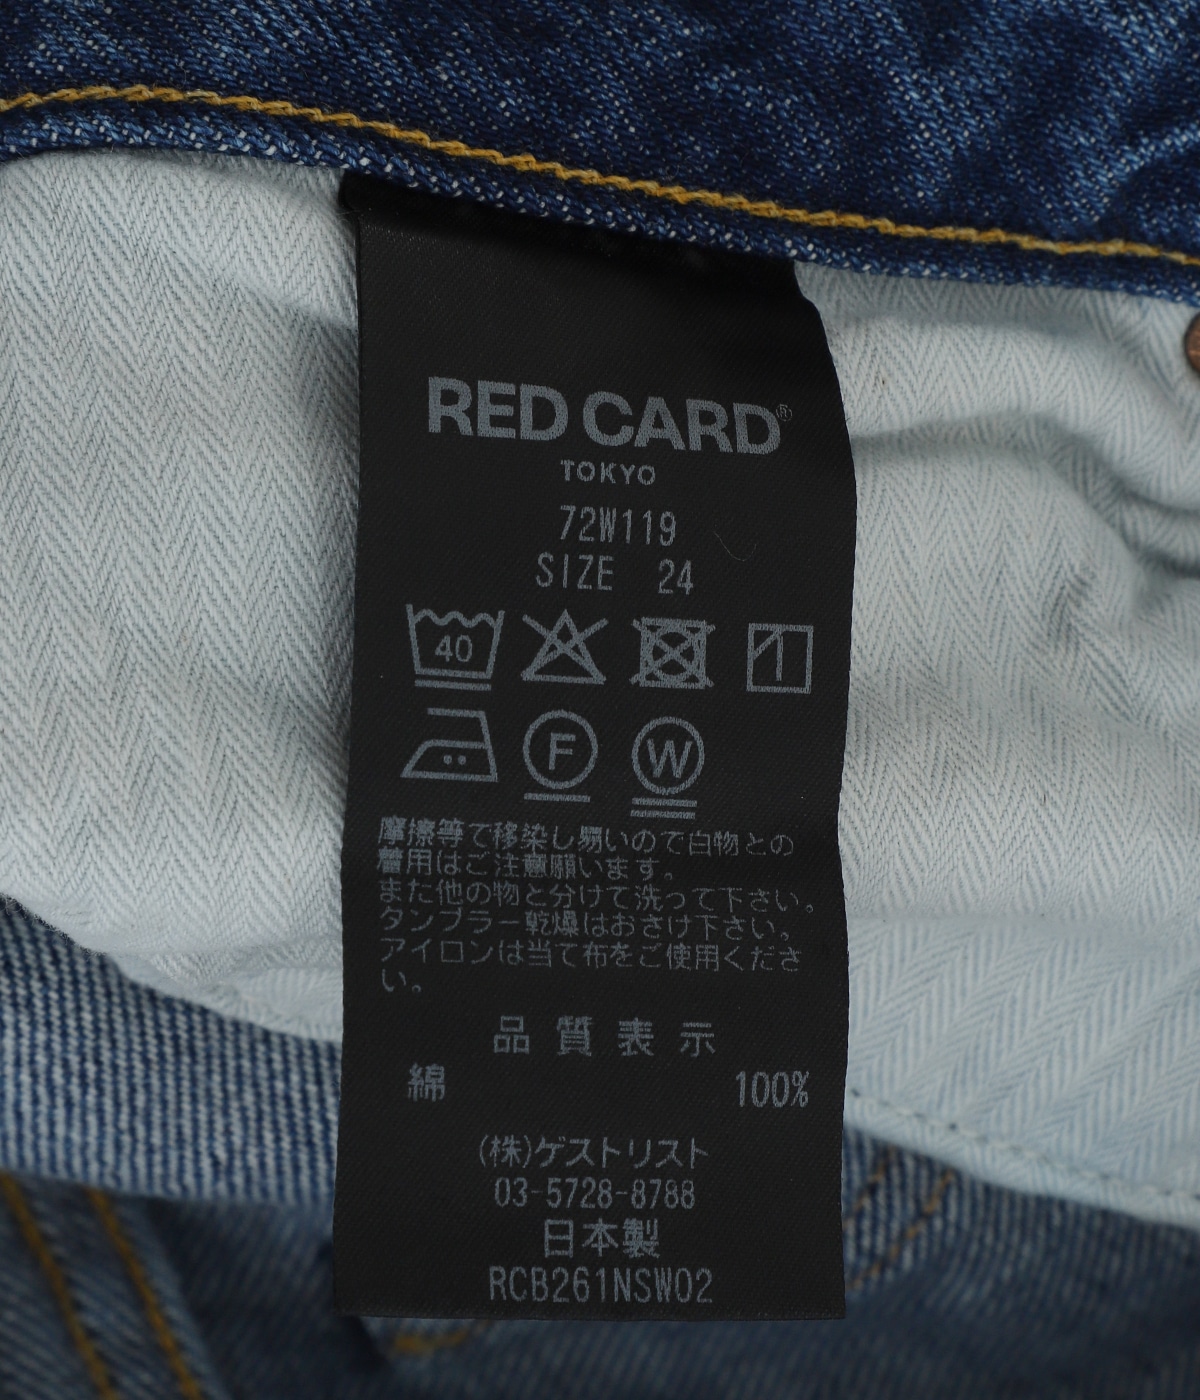 RED CARD®
TOKYO
72W119
SIZE 24
40
F
W
摩擦等で移染し易いので白物との
着用はご注意願います。
また他の物と分けて洗って下さい。
タンブラー乾燥はおさけ下さい。
アイロンは当て布をご使用くださ
い。
品質表示
綿 100%
(株)ゲストリスト
03-5728-8788
日本製
RCB261NSW02